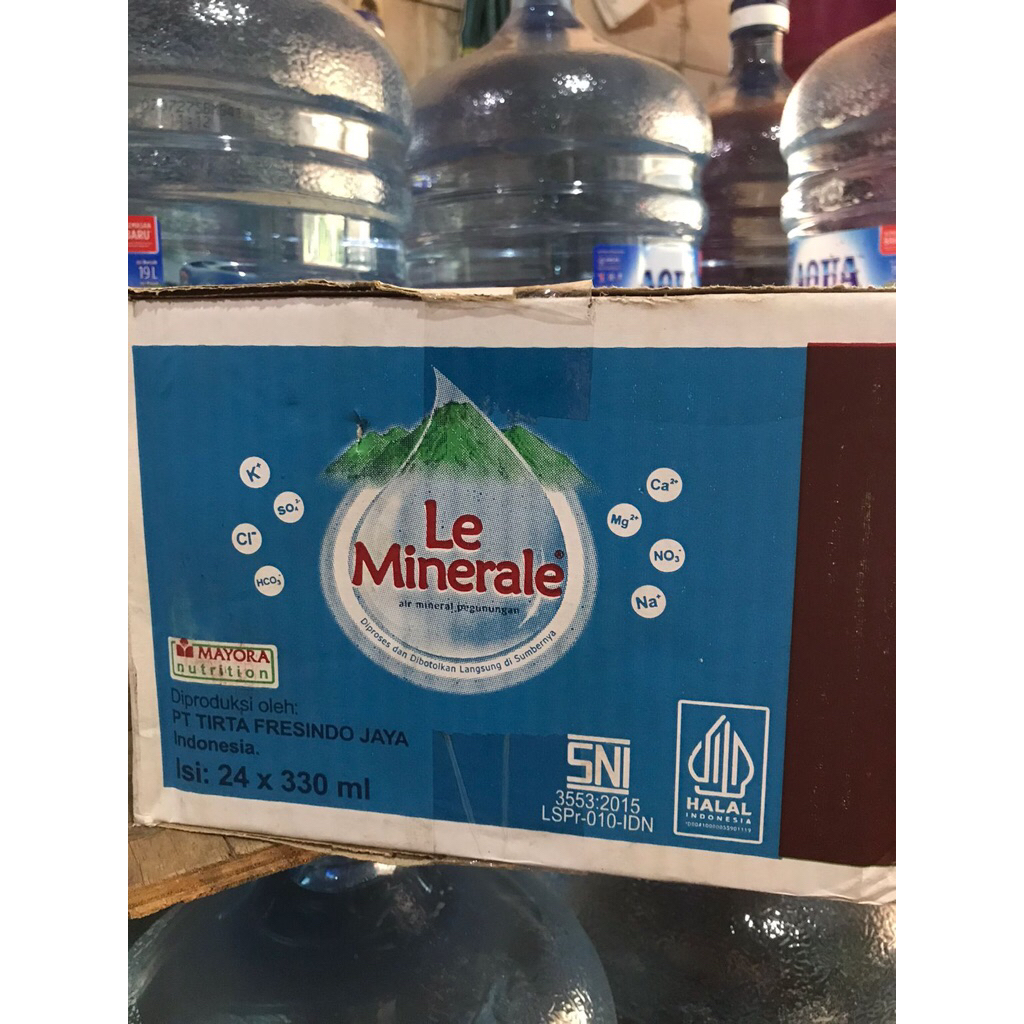 BARU
19L
AQUA
K⁺
SO₄²⁻
Cl⁻
HCO₃⁻
Ca²⁺
Mg²⁺
NO₃⁻
Na⁺
Le
Minerale®
air mineral pegunungan
Diproses dan Dibotolkan Langsung di Sumbernya
MAYORA
nutrition
Diproduksi oleh:
PT TIRTA FRESINDO JAYA
Indonesia.
Isi: 24 x 330 ml
SNI
3553:2015
LSPr-010-IDN
HALAL
INDONESIA